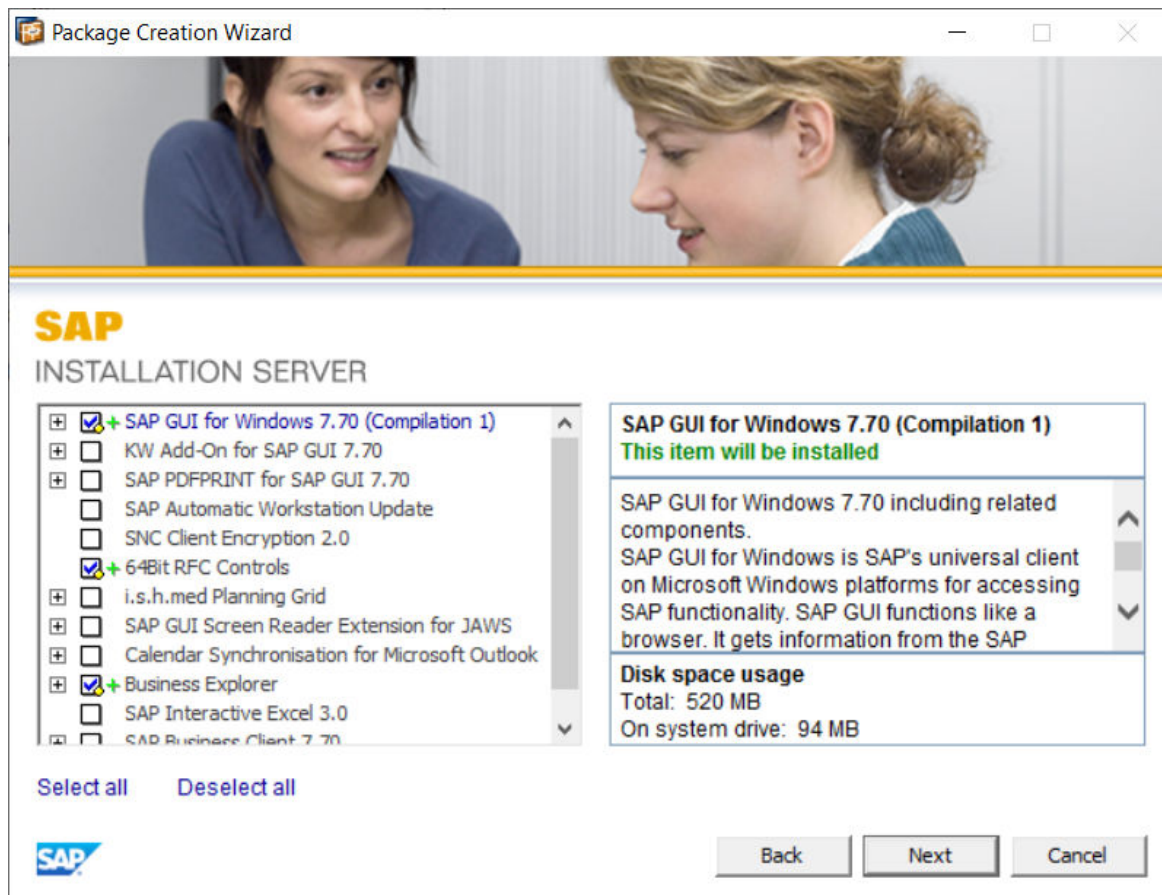 Package Creation Wizard
SAP
INSTALLATION SERVER
SAP GUI for Windows 7.70 (Compilation 1)
KW Add-On for SAP GUI 7.70
SAP PDFPRINT for SAP GUI 7.70
SAP Automatic Workstation Update
SNC Client Encryption 2.0
64Bit RFC Controls
i.s.h.med Planning Grid
SAP GUI Screen Reader Extension for JAWS
Calendar Synchronisation for Microsoft Outlook
Business Explorer
SAP Interactive Excel 3.0
SAP Business Client 7.70
SAP GUI for Windows 7.70 (Compilation 1)
This item will be installed
SAP GUI for Windows 7.70 including related
components.
SAP GUI for Windows is SAP's universal client
on Microsoft Windows platforms for accessing
SAP functionality. SAP GUI functions like a
browser. It gets information from the SAP
Disk space usage
Total: 520 MB
On system drive: 94 MB
Select all Deselect all
SAP
Back Next Cancel